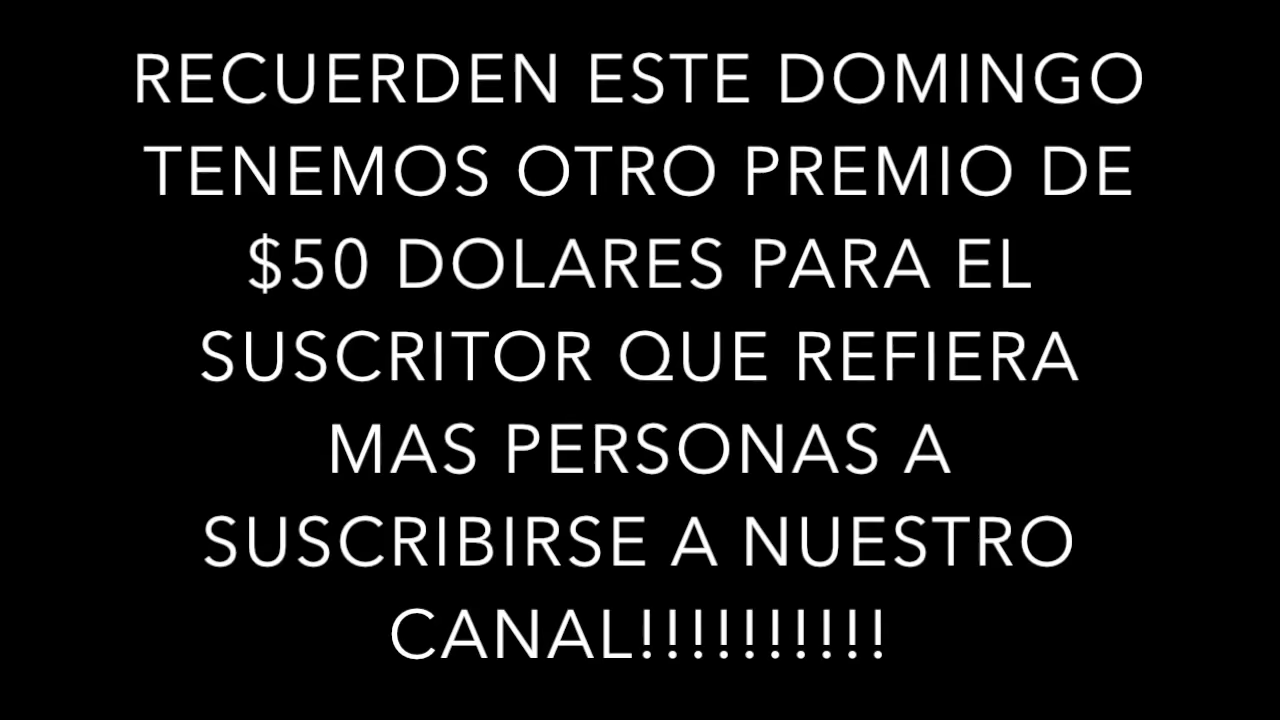 RECUERDEN ESTE DOMINGO
TENEMOS OTRO PREMIO DE
$50 DOLARES PARA EL
SUSCRITOR QUE REFIERA
MAS PERSONAS A
SUSCRIBIRSE A NUESTRO
CANAL!!!!!!!!!!